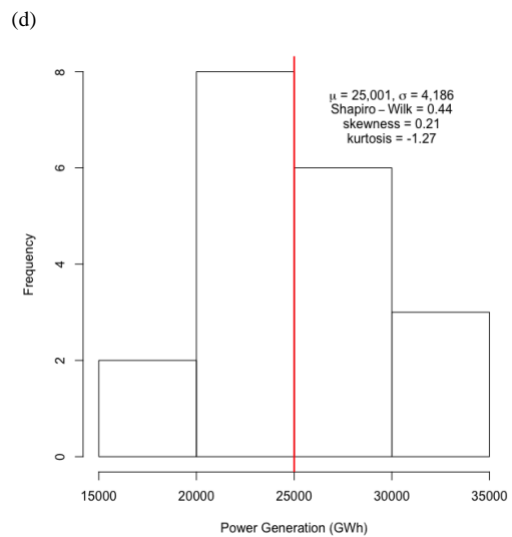 (d)
μ = 25,001, σ = 4,186
Shapiro – Wilk = 0.44
skewness = 0.21
kurtosis = -1.27
8
6
4
2
0
Frequency
15000 20000 25000 30000 35000
Power Generation (GWh)